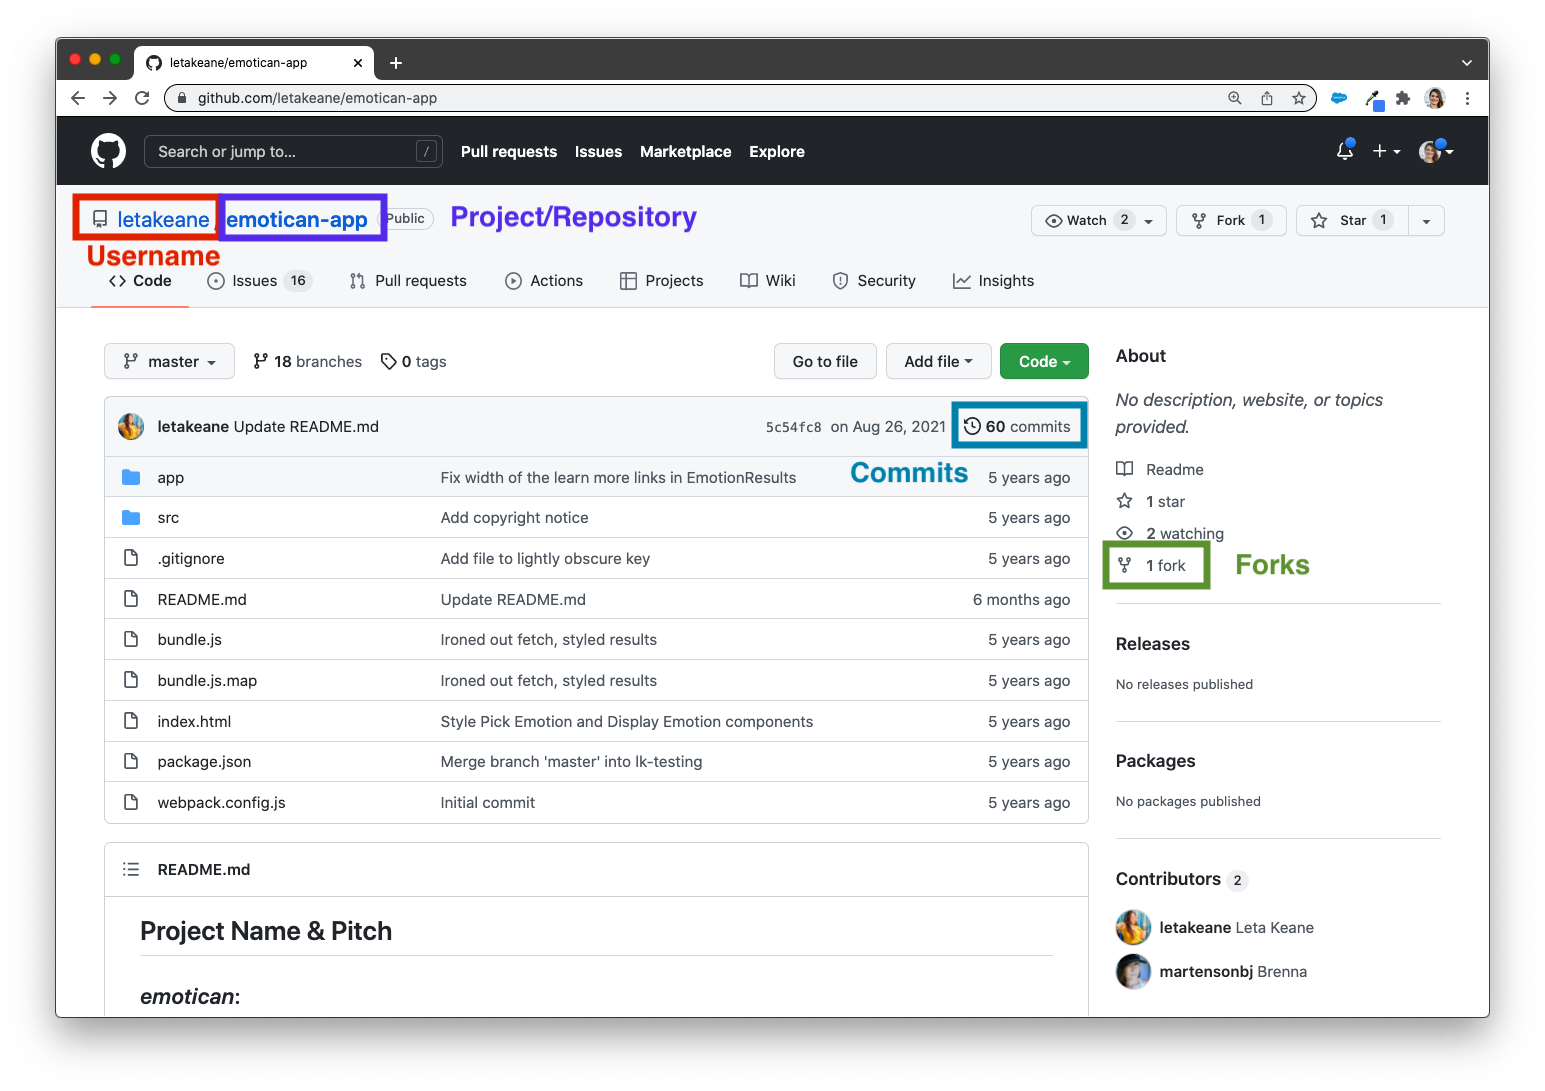 letakeane/emotican-app
github.com/letakeane/emotican-app
Search or jump to... / Pull requests Issues Marketplace Explore
letakeane / emotican-app Public Project/Repository Watch 2 Fork 1 Star 1
Username
Code Issues 16 Pull requests Actions Projects Wiki Security Insights
master 18 branches 0 tags Go to file Add file Code
letakeane Update README.md 5c54fc8 on Aug 26, 2021 60 commits
Commits
app Fix width of the learn more links in EmotionResults 5 years ago
src Add copyright notice 5 years ago
.gitignore Add file to lightly obscure key 5 years ago
README.md Update README.md 6 months ago
bundle.js Ironed out fetch, styled results 5 years ago
bundle.js.map Ironed out fetch, styled results 5 years ago
index.html Style Pick Emotion and Display Emotion components 5 years ago
package.json Merge branch 'master' into lk-testing 5 years ago
webpack.config.js Initial commit 5 years ago
README.md
Project Name & Pitch
emotican:
About
No description, website, or topics
provided.
Readme
1 star
2 watching
1 fork Forks
Releases
No releases published
Packages
No packages published
Contributors 2
letakeane Leta Keane
martensonbj Brenna